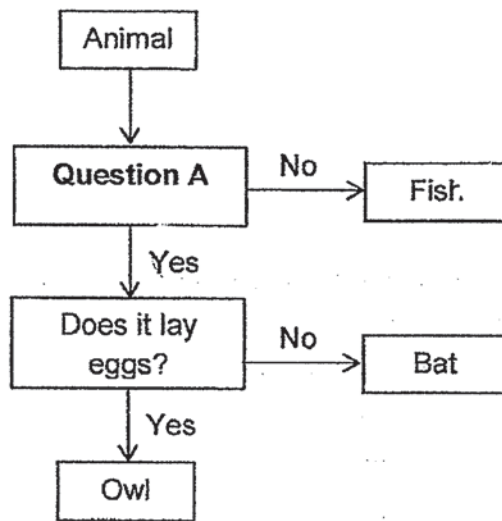 Animal
Question A
No
Fish.
Yes
Does it lay
eggs?
No
Bat
Yes
Owl